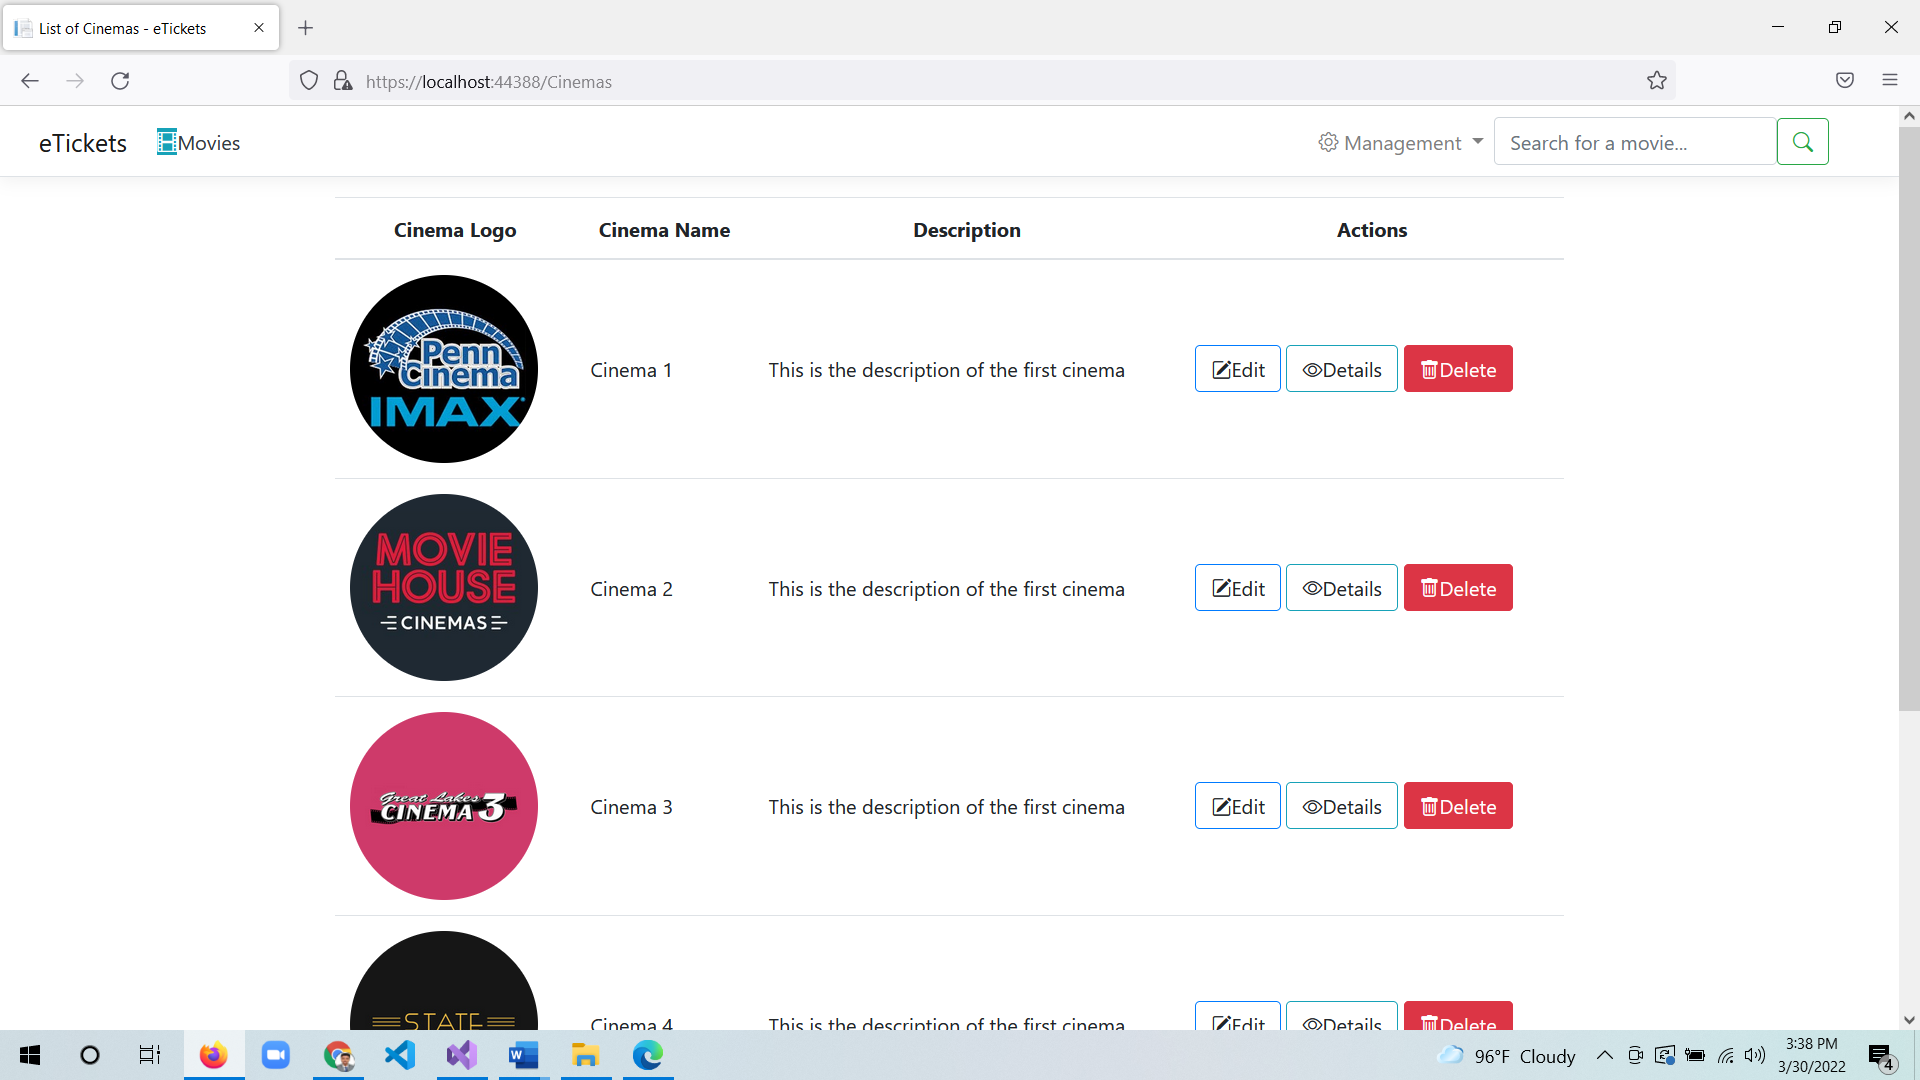 List of Cinemas - eTickets
https://localhost:44388/Cinemas
eTickets Movies Management Search for a movie...
Cinema Logo Cinema Name Description Actions
Penn
Cinema
IMAX
Cinema 1 This is the description of the first cinema Edit Details Delete
MOVIE
HOUSE
CINEMAS
Cinema 2 This is the description of the first cinema Edit Details Delete
Great Lakes
CINEMA 3
Cinema 3 This is the description of the first cinema Edit Details Delete
STATE
Cinema 4 This is the description of the first cinema Edit Details Delete
96°F Cloudy
3:38 PM
3/30/2022
4